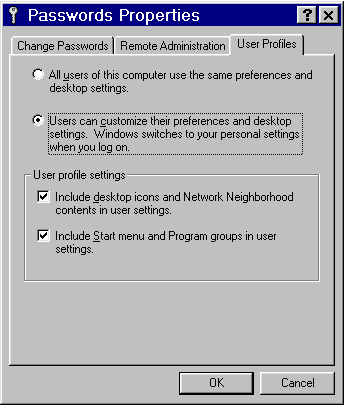 Passwords Properties
?
Change Passwords Remote Administration User Profiles
All users of this computer use the same preferences and
desktop settings.
Users can customize their preferences and desktop
settings. Windows switches to your personal settings
when you log on.
User profile settings
Include desktop icons and Network Neighborhood
contents in user settings.
Include Start menu and Program groups in user
settings.
OK Cancel